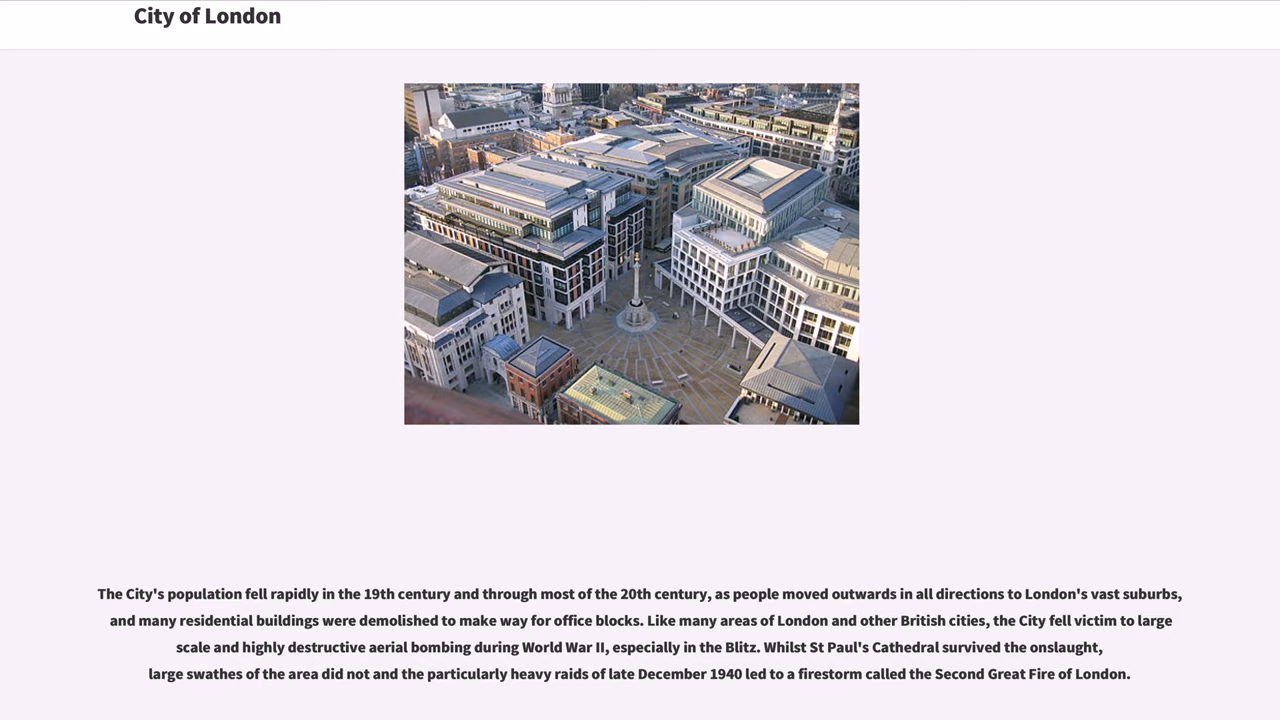 City of London
The City's population fell rapidly in the 19th century and through most of the 20th century, as people moved outwards in all directions to London's vast suburbs,
and many residential buildings were demolished to make way for office blocks. Like many areas of London and other British cities, the City fell victim to large
scale and highly destructive aerial bombing during World War II, especially in the Blitz. Whilst St Paul's Cathedral survived the onslaught,
large swathes of the area did not and the particularly heavy raids of late December 1940 led to a firestorm called the Second Great Fire of London.